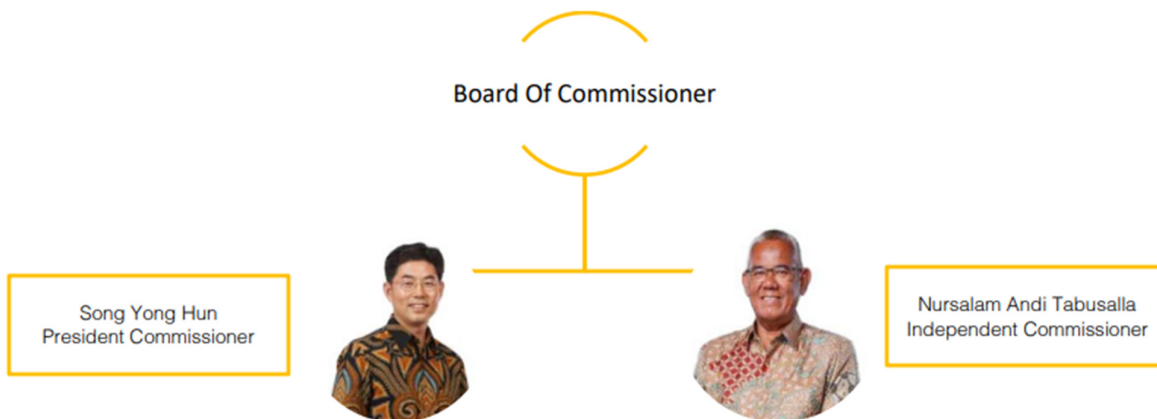 Board Of Commissioner
Song Yong Hun
President Commissioner
Nursalam Andi Tabusalla
Independent Commissioner